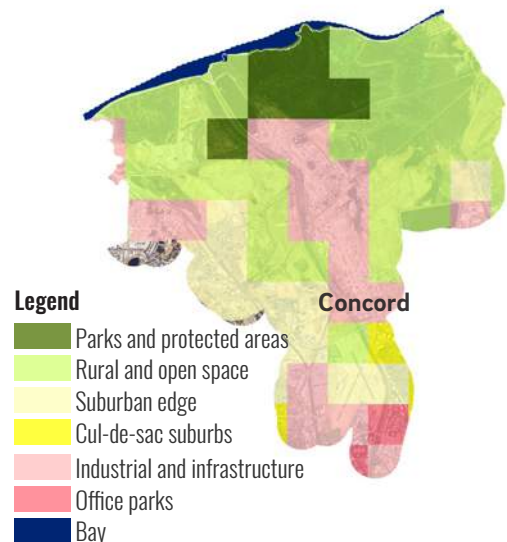 Legend
Concord
Parks and protected areas
Rural and open space
Suburban edge
Cul-de-sac suburbs
Industrial and infrastructure
Office parks
Bay